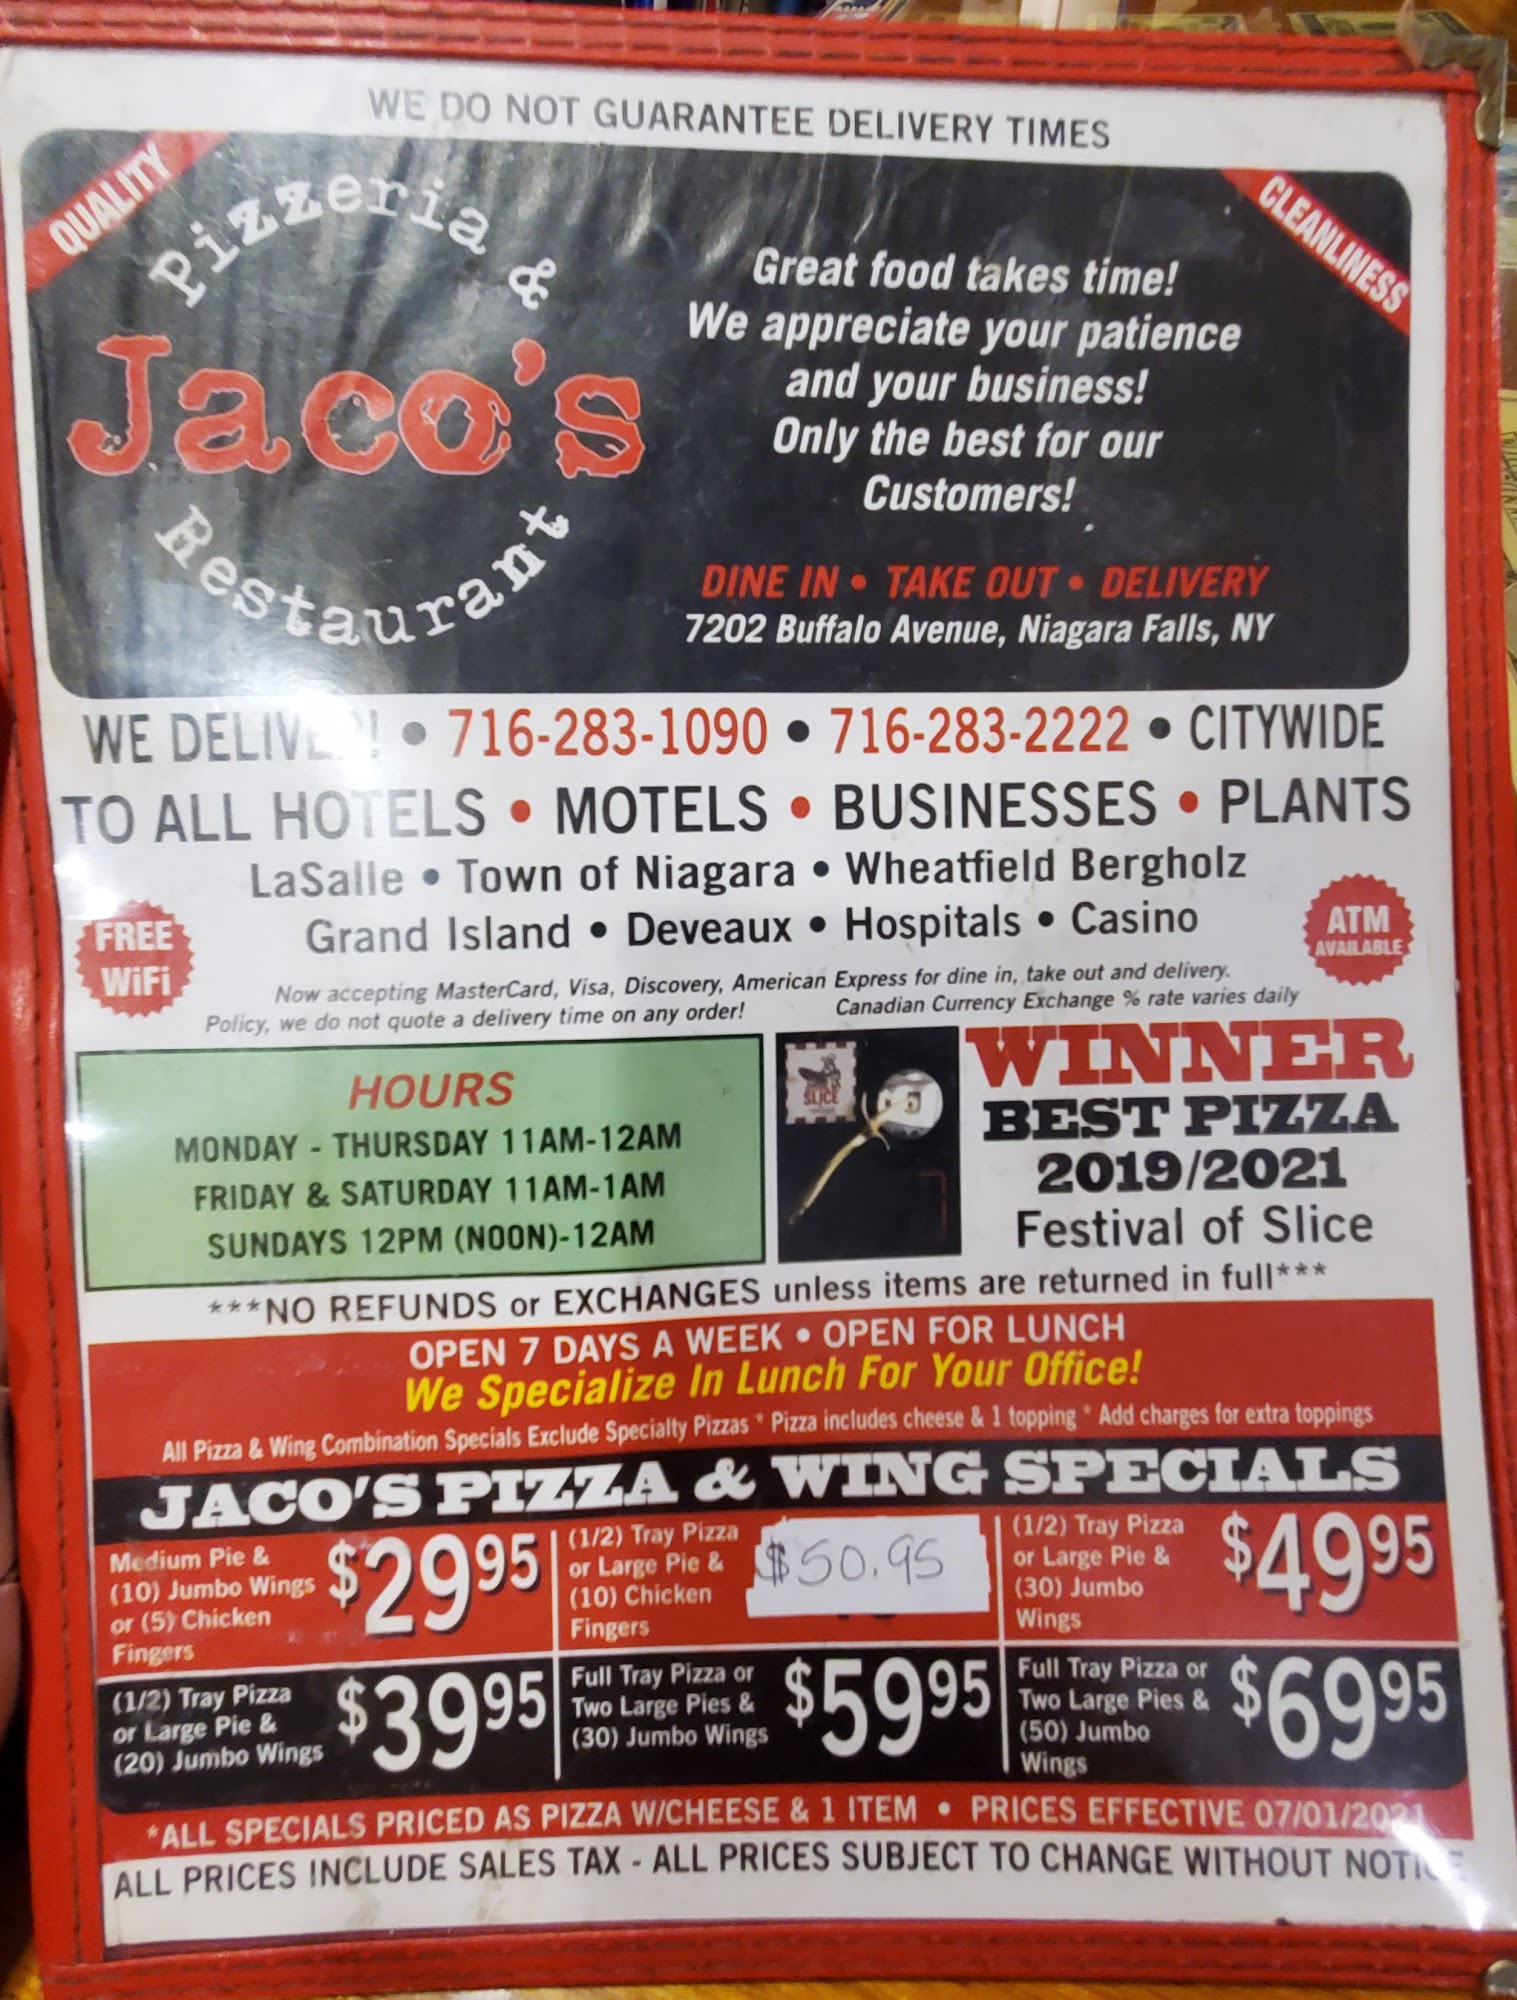 WE DO NOT GUARANTEE DELIVERY TIMES
QUALITY
CLEANLINESS
Pizzeria &
Jaco's
Restaurant
Great food takes time!
We appreciate your patience
and your business!
Only the best for our
Customers!
DINE IN • TAKE OUT • DELIVERY
7202 Buffalo Avenue, Niagara Falls, NY
WE DELIVER! • 716-283-1090 • 716-283-2222 • CITYWIDE
TO ALL HOTELS • MOTELS • BUSINESSES • PLANTS
LaSalle • Town of Niagara • Wheatfield Bergholz
Grand Island • Deveaux • Hospitals • Casino
FREE
WiFi
ATM
AVAILABLE
Now accepting MasterCard, Visa, Discovery, American Express for dine in, take out and delivery.
Policy, we do not quote a delivery time on any order! Canadian Currency Exchange % rate varies daily
HOURS
MONDAY - THURSDAY 11AM-12AM
FRIDAY & SATURDAY 11AM-1AM
SUNDAYS 12PM (NOON)-12AM
SLICE
WINNER
BEST PIZZA
2019/2021
Festival of Slice
***NO REFUNDS or EXCHANGES unless items are returned in full***
OPEN 7 DAYS A WEEK • OPEN FOR LUNCH
We Specialize In Lunch For Your Office!
All Pizza & Wing Combination Specials Exclude Specialty Pizzas * Pizza includes cheese & 1 topping * Add charges for extra toppings
JACO'S PIZZA & WING SPECIALS
Medium Pie &
(10) Jumbo Wings
or (5) Chicken
Fingers
$29.95
(1/2) Tray Pizza
or Large Pie &
(10) Chicken
Fingers
$50.95
(1/2) Tray Pizza
or Large Pie &
(30) Jumbo
Wings
$49.95
(1/2) Tray Pizza
or Large Pie &
(20) Jumbo Wings
$39.95
Full Tray Pizza or
Two Large Pies &
(30) Jumbo Wings
$59.95
Full Tray Pizza or
Two Large Pies &
(50) Jumbo
Wings
$69.95
*ALL SPECIALS PRICED AS PIZZA W/CHEESE & 1 ITEM • PRICES EFFECTIVE 07/01/2021
ALL PRICES INCLUDE SALES TAX - ALL PRICES SUBJECT TO CHANGE WITHOUT NOTICE